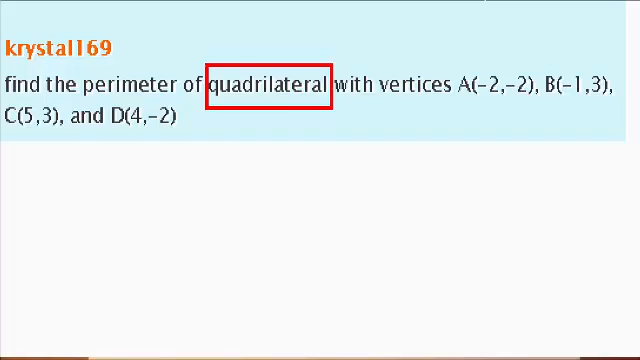 krystal169
find the perimeter of quadrilateral with vertices A(-2,-2), B(-1,3),
C(5,3), and D(4,-2)